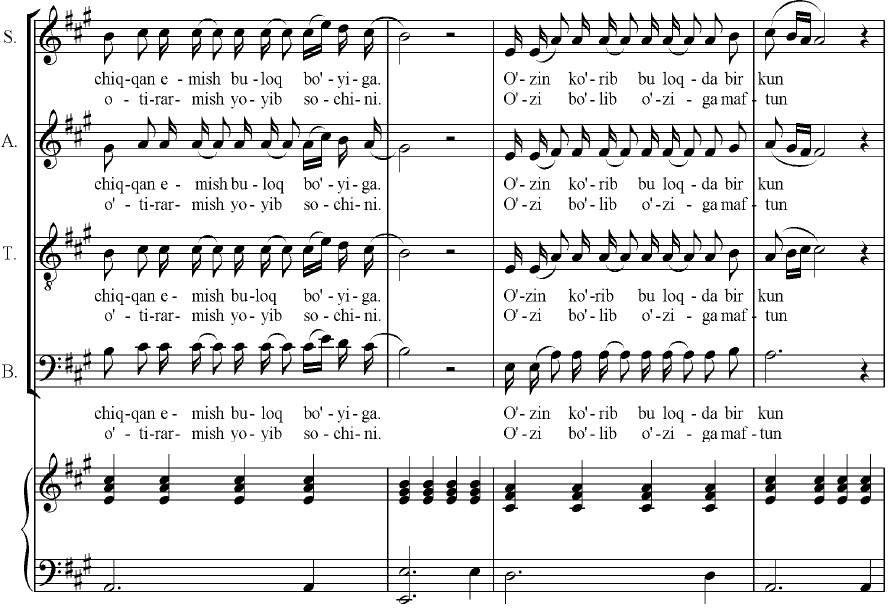 S.
chiq-qan e - mish bu - loq bo' - yi - ga. O'- zin ko'- rib bu loq - da bir kun
o - ti-rar- mish yo- yib so - chi- ni. O'- zi bo'- lib o'- zi - ga maf - tun
A.
chiq-qan e - mish bu - loq bo' - yi - ga. O'- zin ko'- rib bu loq- da bir kun
o' - ti-rar- mish yo- yib so - chi- ni. O'- zi bo'- lib o'- zi - ga maf - tun
T.
8
chiq-qan e - mish bu- loq bo' - yi - ga. O'- zin ko'-rib bu loq - da bir kun
o' - ti-rar- mish yo- yib so - chi- ni. O'- zi bo'- lib o'- zi - ga maf - tun
B.
chiq-qan e - mish bu - loq bo' - yi - ga. O'- zin ko'- rib bu loq - da bir kun
o' - ti-rar- mish yo- yib so - chi- ni. O'- zi bo'- lib o'- zi - ga maf - tun